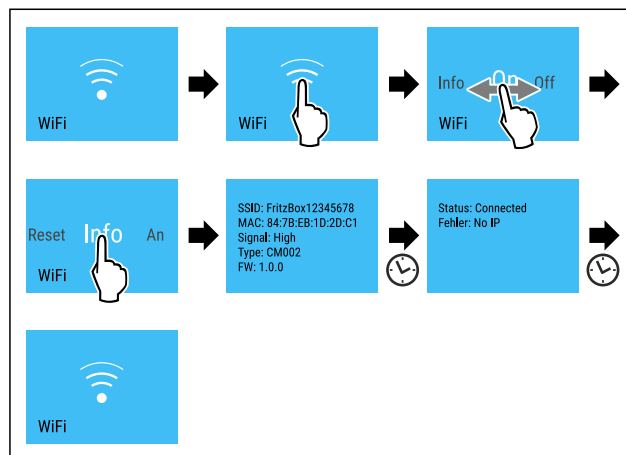 WiFi
WiFi
Info On Off
WiFi
Reset Info An
WiFi
SSID: FritzBox12345678
MAC: 84:7B:EB:1D:2D:C1
Signal: High
Type: CM002
FW: 1.0.0
Status: Connected
Fehler: No IP
WiFi